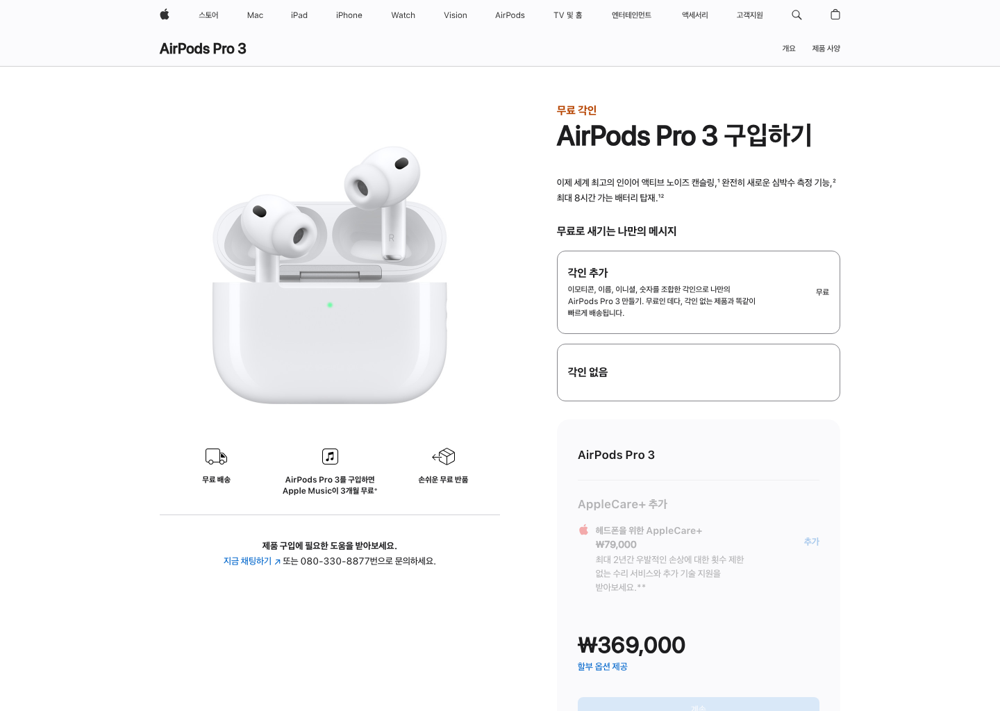 스토어
Mac
iPad
iPhone
Watch
Vision
AirPods
TV 및 홈
엔터테인먼트
액세서리
고객지원
AirPods Pro 3
개요
제품 사양
R
무료 배송
AirPods Pro 3를 구입하면
Apple Music이 3개월 무료⁺
손쉬운 무료 반품
제품 구입에 필요한 도움을 받아보세요.
지금 채팅하기 ↗ 또는 080-330-8877번으로 문의하세요.
무료 각인
AirPods Pro 3 구입하기
이제 세계 최고의 인이어 액티브 노이즈 캔슬링,¹ 완전히 새로운 심박수 측정 기능,²
최대 8시간 가는 배터리 탑재.¹²
무료로 새기는 나만의 메시지
각인 추가
이모티콘, 이름, 이니셜, 숫자를 조합한 각인으로 나만의
AirPods Pro 3 만들기. 무료인 데다, 각인 없는 제품과 똑같이
빠르게 배송됩니다.
무료
각인 없음
AirPods Pro 3
AppleCare+ 추가
헤드폰을 위한 AppleCare+
₩79,000
최대 2년간 우발적인 손상에 대한 횟수 제한
없는 수리 서비스와 추가 기술 지원을
받아보세요.**
추가
₩369,000
할부 옵션 제공
계속